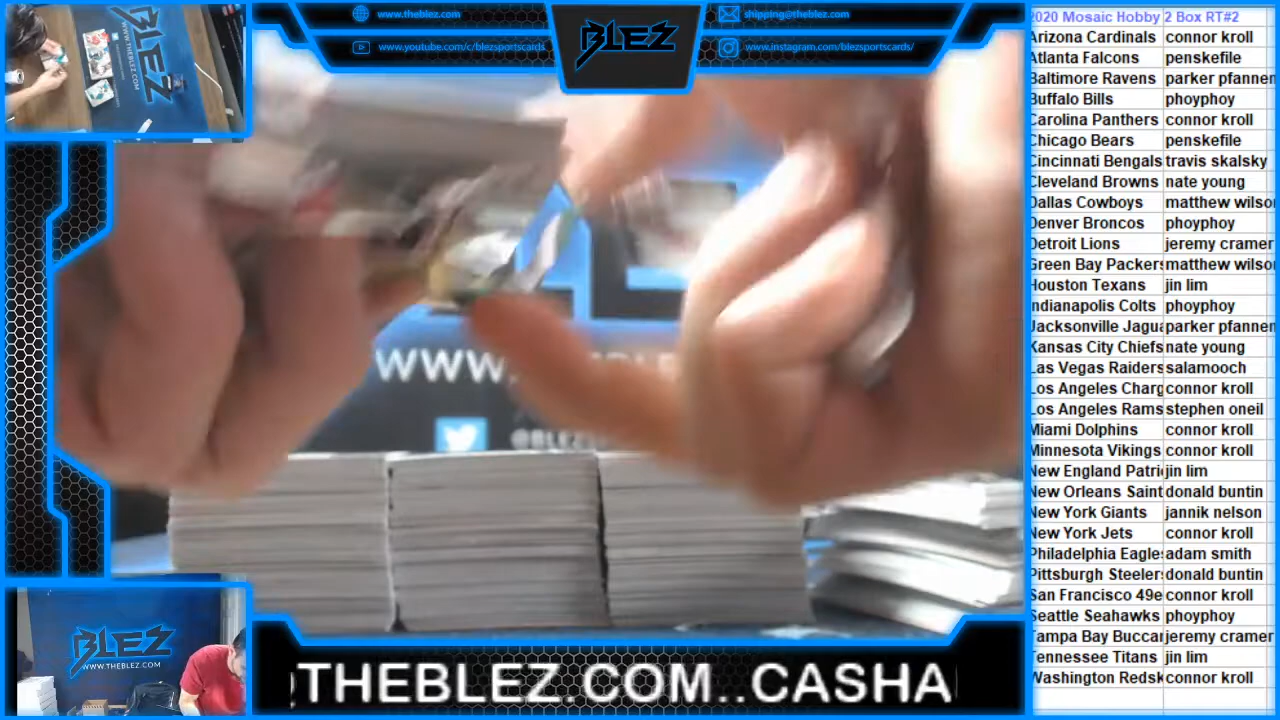 www.theblez.com
www.youtube.com/c/blezsportscards
BLEZ
shipping@theblez.com
www.instagram.com/blezsportscards/
BLEZ
WWW.THEBLEZ.COM
WWW.
@BLEZ
BLEZ
WWW.THEBLEZ.COM
THEBLEZ.COM..CASHA
2020 Mosaic Hobby 2 Box RT#2
Arizona Cardinals connor kroll
Atlanta Falcons penskefile
Baltimore Ravens parker pfannen
Buffalo Bills phoyphoy
Carolina Panthers connor kroll
Chicago Bears penskefile
Cincinnati Bengals travis skalsky
Cleveland Browns nate young
Dallas Cowboys matthew wilso
Denver Broncos phoyphoy
Detroit Lions jeremy cramer
Green Bay Packers matthew wilso
Houston Texans jin lim
Indianapolis Colts phoyphoy
Jacksonville Jagua parker pfannen
Kansas City Chiefs nate young
Las Vegas Raiders salamooch
Los Angeles Charg connor kroll
Los Angeles Rams stephen oneil
Miami Dolphins connor kroll
Minnesota Vikings connor kroll
New England Patri jin lim
New Orleans Saint donald buntin
New York Giants jannik nelson
New York Jets connor kroll
Philadelphia Eagle adam smith
Pittsburgh Steeler donald buntin
San Francisco 49e connor kroll
Seattle Seahawks phoyphoy
Tampa Bay Buccar jeremy cramer
Tennessee Titans jin lim
Washington Redsk connor kroll